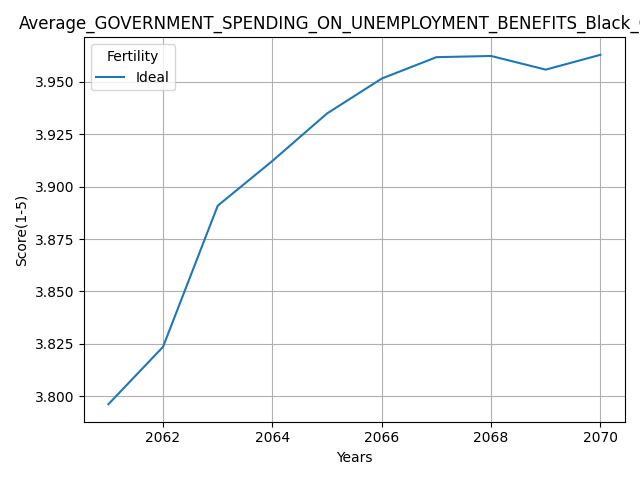 Average_GOVERNMENT_SPENDING_ON_UNEMPLOYMENT_BENEFITS_Black_
Fertility
Ideal
3.950
3.925
3.900
3.875
3.850
3.825
3.800
Score(1-5)
2062 2064 2066 2068 2070
Years